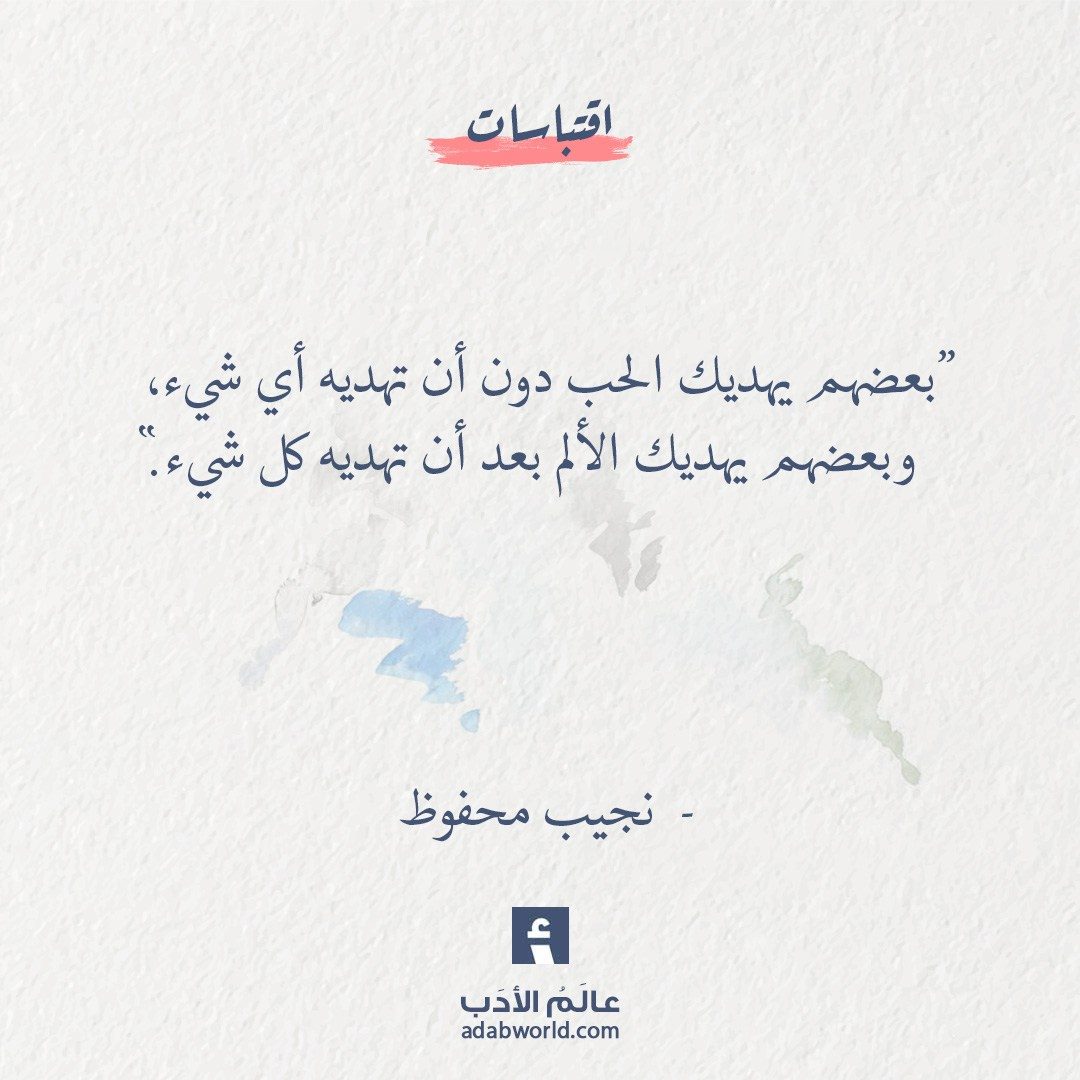 اقتباسات
”بعضهم يهديك الحب دون أن تهديه أي شيء،
وبعضهم يهديك الألم بعد أن تهديه كل شيء.“
- نجيب محفوظ
أ
عالَمُ الأدَب
adabworld.com